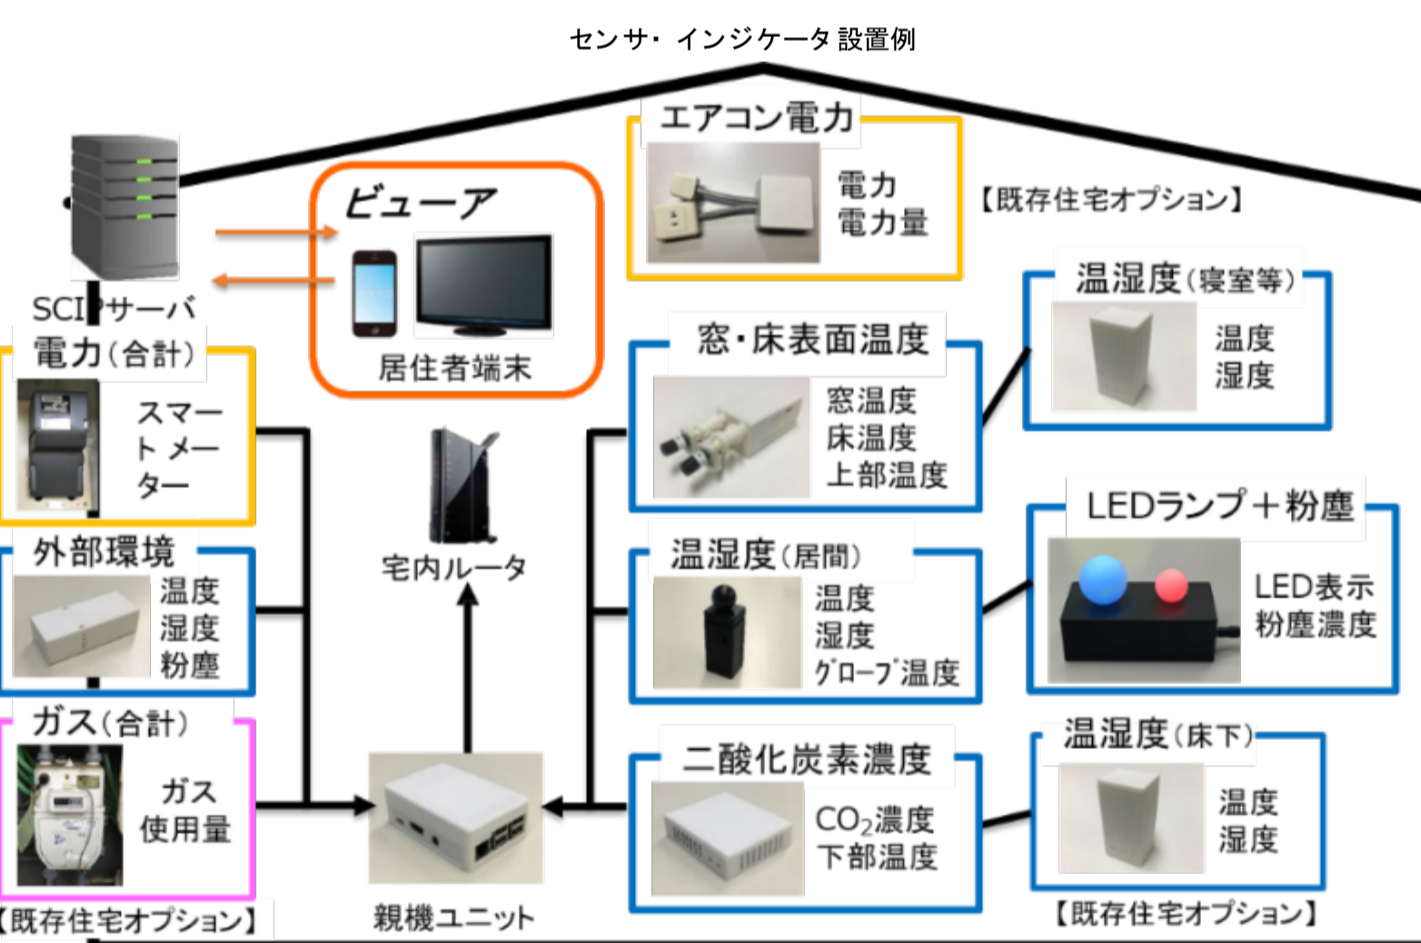 センサ・インジケータ設置例
エアコン電力
電力
電力量
【既存住宅オプション】
ビューア
居住者端末
SCIPサーバ
電力(合計)
スマー
トメー
ター
外部環境
温度
湿度
粉塵
ガス(合計)
ガス
使用量
【既存住宅オプション】
宅内ルータ
親機ユニット
窓・床表面温度
窓温度
床温度
上部温度
温湿度(居間)
温度
湿度
グローブ温度
二酸化炭素濃度
CO₂濃度
下部温度
温湿度(寝室等)
温度
湿度
LEDランプ＋粉塵
LED表示
粉塵濃度
温湿度(床下)
温度
湿度
【既存住宅オプション】